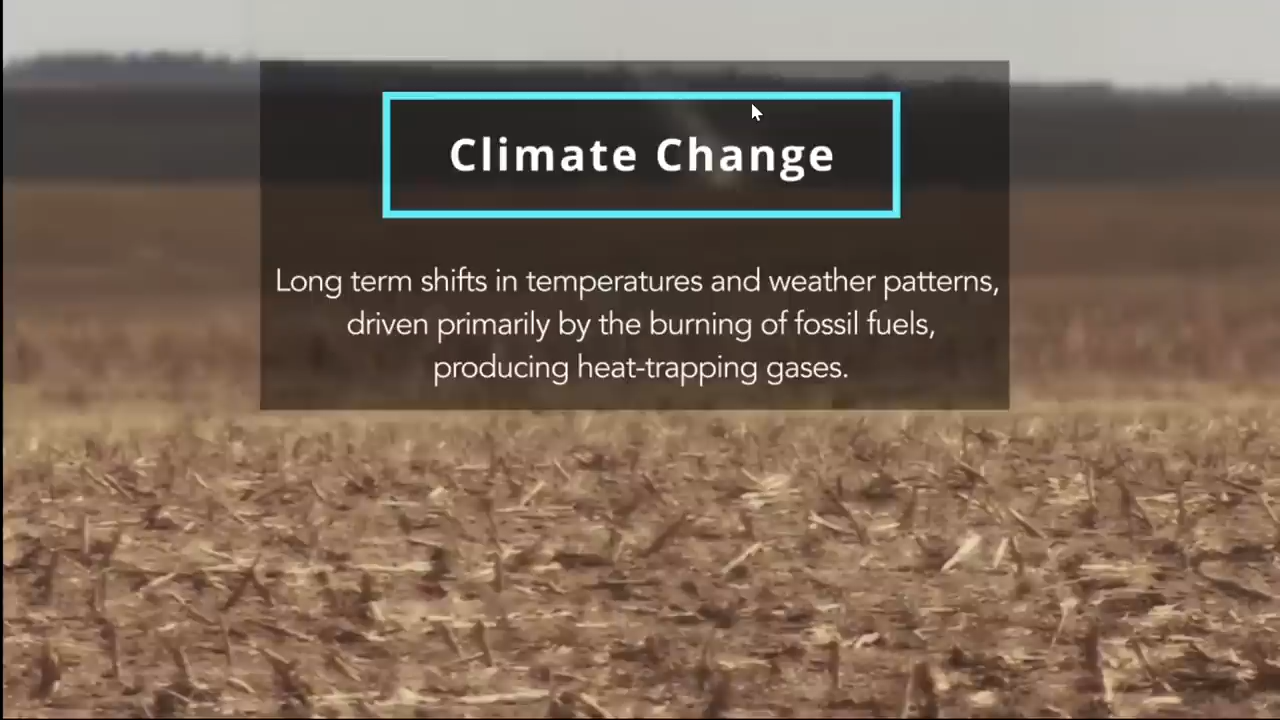 Climate Change
Long term shifts in temperatures and weather patterns,
driven primarily by the burning of fossil fuels,
producing heat-trapping gases.